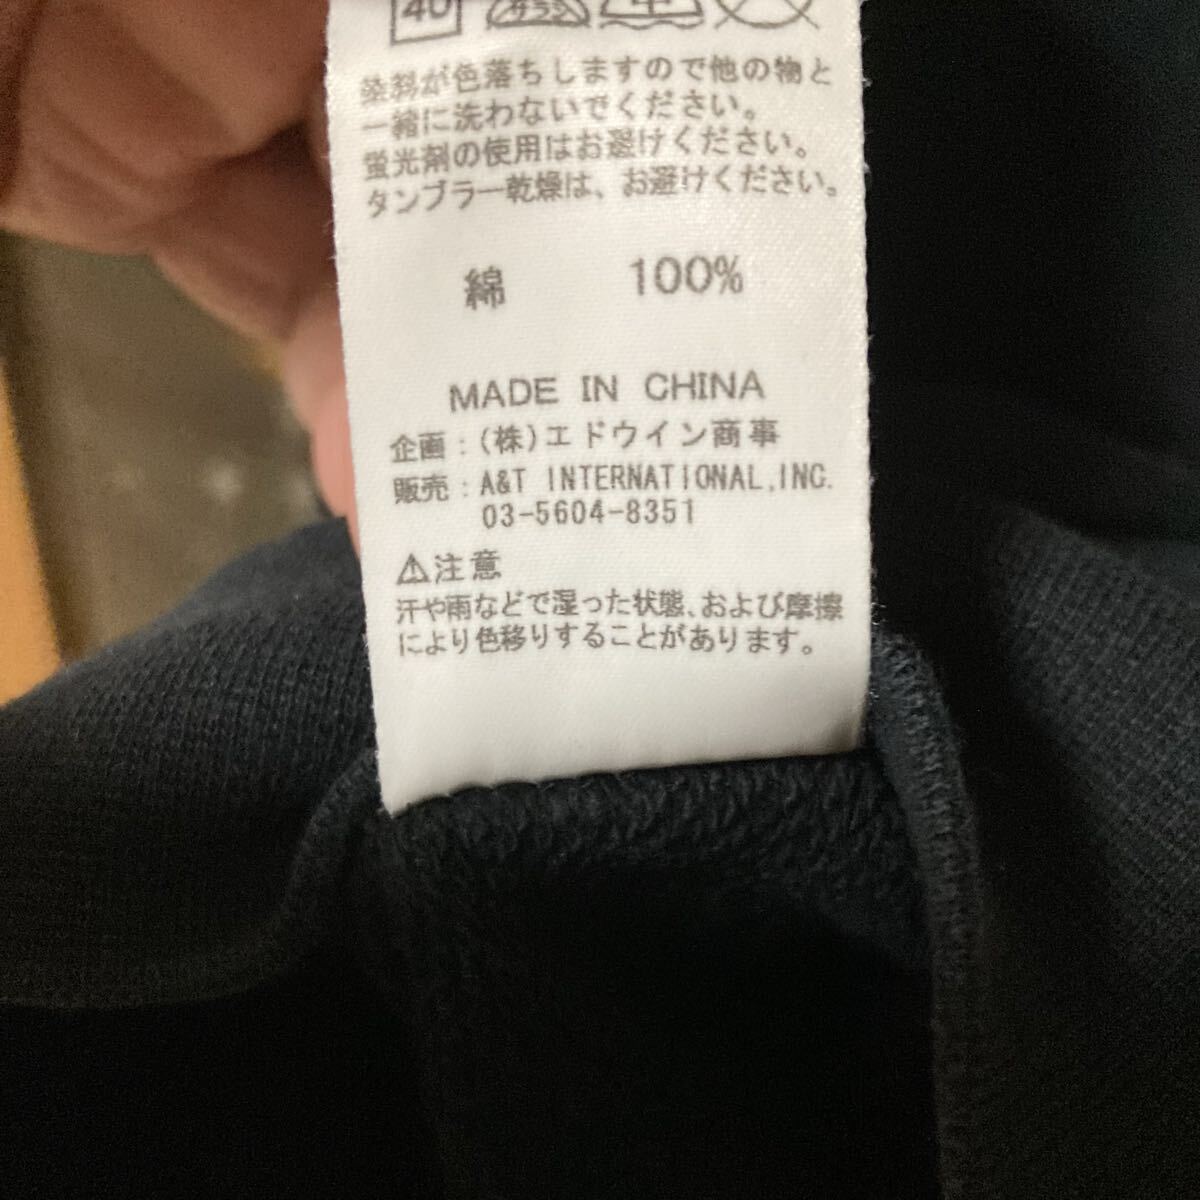 40
サラシ
染料が色落ちしますので他の物と
一緒に洗わないでください。
蛍光剤の使用はお避けください。
タンブラー乾燥は、お避けください。
綿 100%
MADE IN CHINA
企画:(株)エドウイン商事
販売:A&T INTERNATIONAL,INC.
03-5604-8351
⚠注意
汗や雨などで湿った状態、および摩擦
により色移りすることがあります。